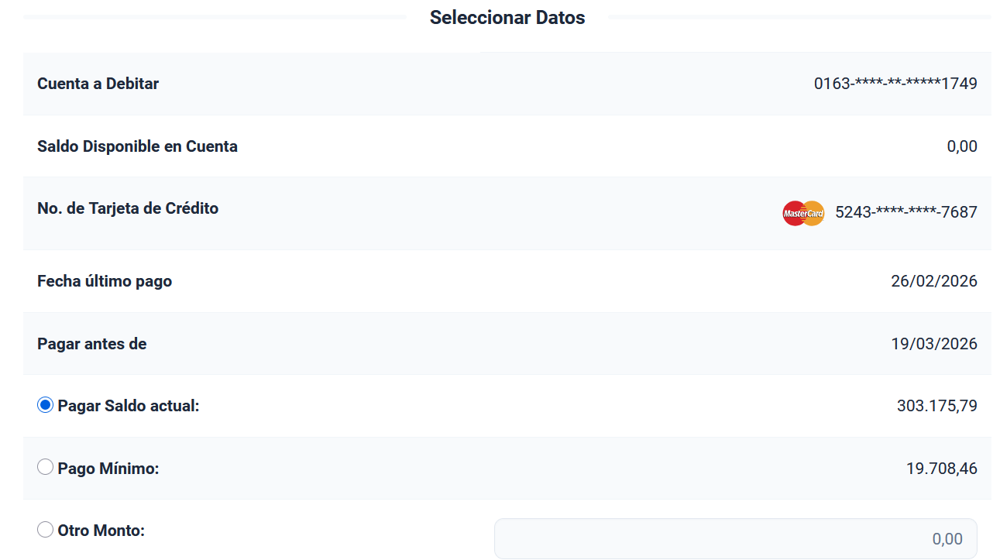 Seleccionar Datos
Cuenta a Debitar 0163-****-**-*****1749
Saldo Disponible en Cuenta 0,00
No. de Tarjeta de Crédito MasterCard 5243-****-****-7687
Fecha último pago 26/02/2026
Pagar antes de 19/03/2026
Pagar Saldo actual: 303.175,79
Pago Mínimo: 19.708,46
Otro Monto: 0,00